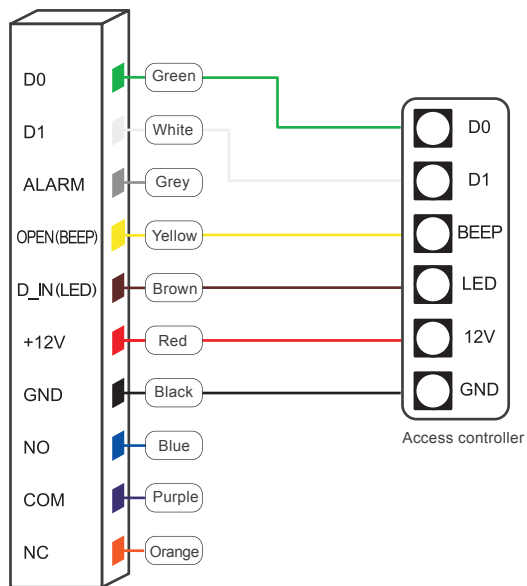 D0 Green
D1 White
ALARM Grey
OPEN(BEEP) Yellow
D_IN(LED) Brown
+12V Red
GND Black
NO Blue
COM Purple
NC Orange
D0
D1
BEEP
LED
12V
GND
Access controller